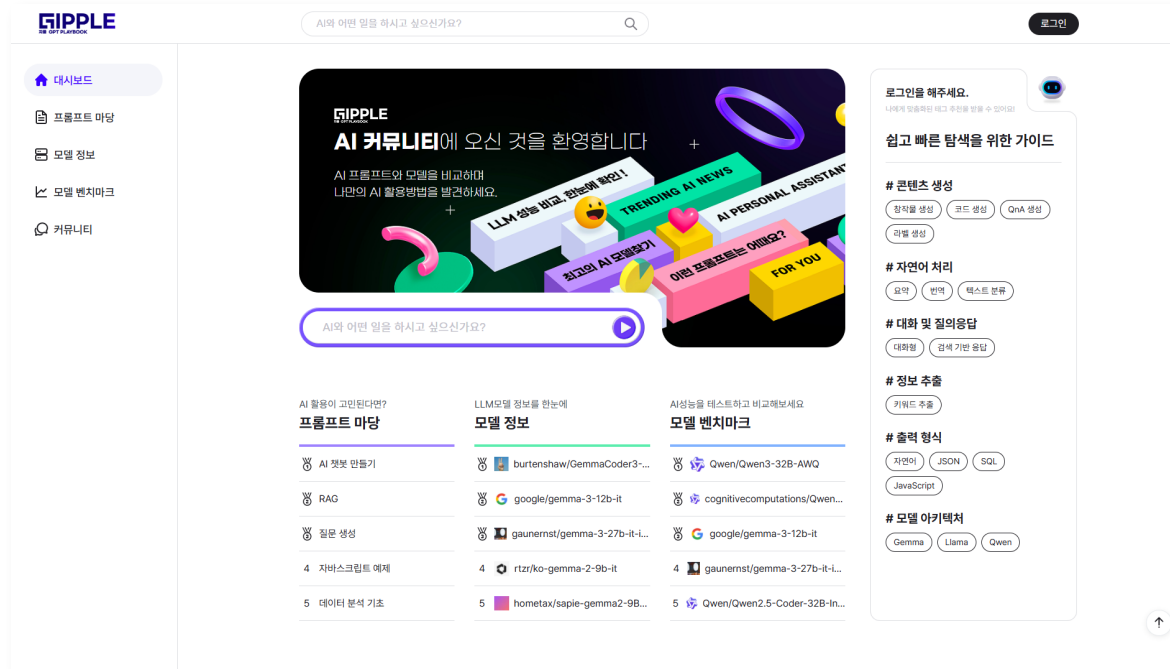 GIPPLE
지플 GPT PLAYBOOK
AI와 어떤 일을 하시고 싶으신가요?
로그인
대시보드
프롬프트 마당
모델 정보
모델 벤치마크
커뮤니티
GIPPLE
지플 GPT PLAYBOOK
AI 커뮤니티에 오신 것을 환영합니다
AI 프롬프트와 모델을 비교하며
나만의 AI 활용방법을 발견하세요.
LLM 성능 비교, 한눈에 확인 !
TRENDING AI NEWS
AI PERSONAL ASSISTANT
최고의 AI 모델찾기
이런 프롬프트는 어때요?
FOR YOU
AI와 어떤 일을 하시고 싶으신가요?
AI 활용이 고민된다면?
프롬프트 마당
1 AI 챗봇 만들기
2 RAG
3 질문 생성
4 자바스크립트 예제
5 데이터 분석 기초
LLM모델 정보를 한눈에
모델 정보
1 burtenshaw/GemmaCoder3-...
2 google/gemma-3-12b-it
3 gaunernst/gemma-3-27b-it-i...
4 rtzr/ko-gemma-2-9b-it
5 hometax/sapie-gemma2-9B...
AI성능을 테스트하고 비교해보세요
모델 벤치마크
1 Qwen/Qwen3-32B-AWQ
2 cognitivecomputations/Qwen...
3 google/gemma-3-12b-it
4 gaunernst/gemma-3-27b-it-i...
5 Qwen/Qwen2.5-Coder-32B-In...
로그인을 해주세요.
나에게 맞춤화된 태그 추천을 받을 수 있어요!
쉽고 빠른 탐색을 위한 가이드
# 콘텐츠 생성
창작물 생성 코드 생성 QnA 생성
라벨 생성
# 자연어 처리
요약 번역 텍스트 분류
# 대화 및 질의응답
대화형 검색 기반 응답
# 정보 추출
키워드 추출
# 출력 형식
자연어 JSON SQL
JavaScript
# 모델 아키텍처
Gemma Llama Qwen